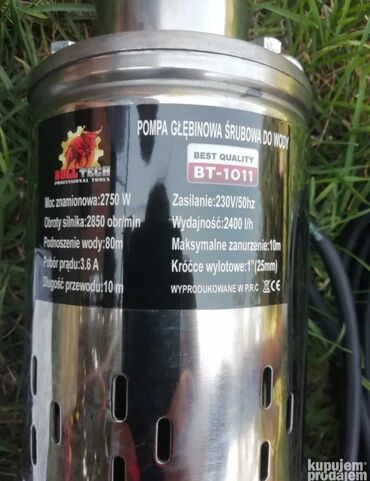 POMPA GŁĘBINOWA ŚRUBOWA DO WODY
BULL TECH
PROFESSIONAL TOOLS
BEST QUALITY
BT-1011
Moc znamionowa:2750 W
Obroty silnika:2850 obr/min
Podnoszenie wody:80m
Pobór prądu:3.6 A
Długość przewodu:10 m
Zasilanie:230V/50hz
Wydajność:2400 l/h
Maksymalne zanurzenie:10m
Króćce wylotowe:1"(25mm)
WYPRODUKOWANE W P.R.C
CE
kupujem
prodajem